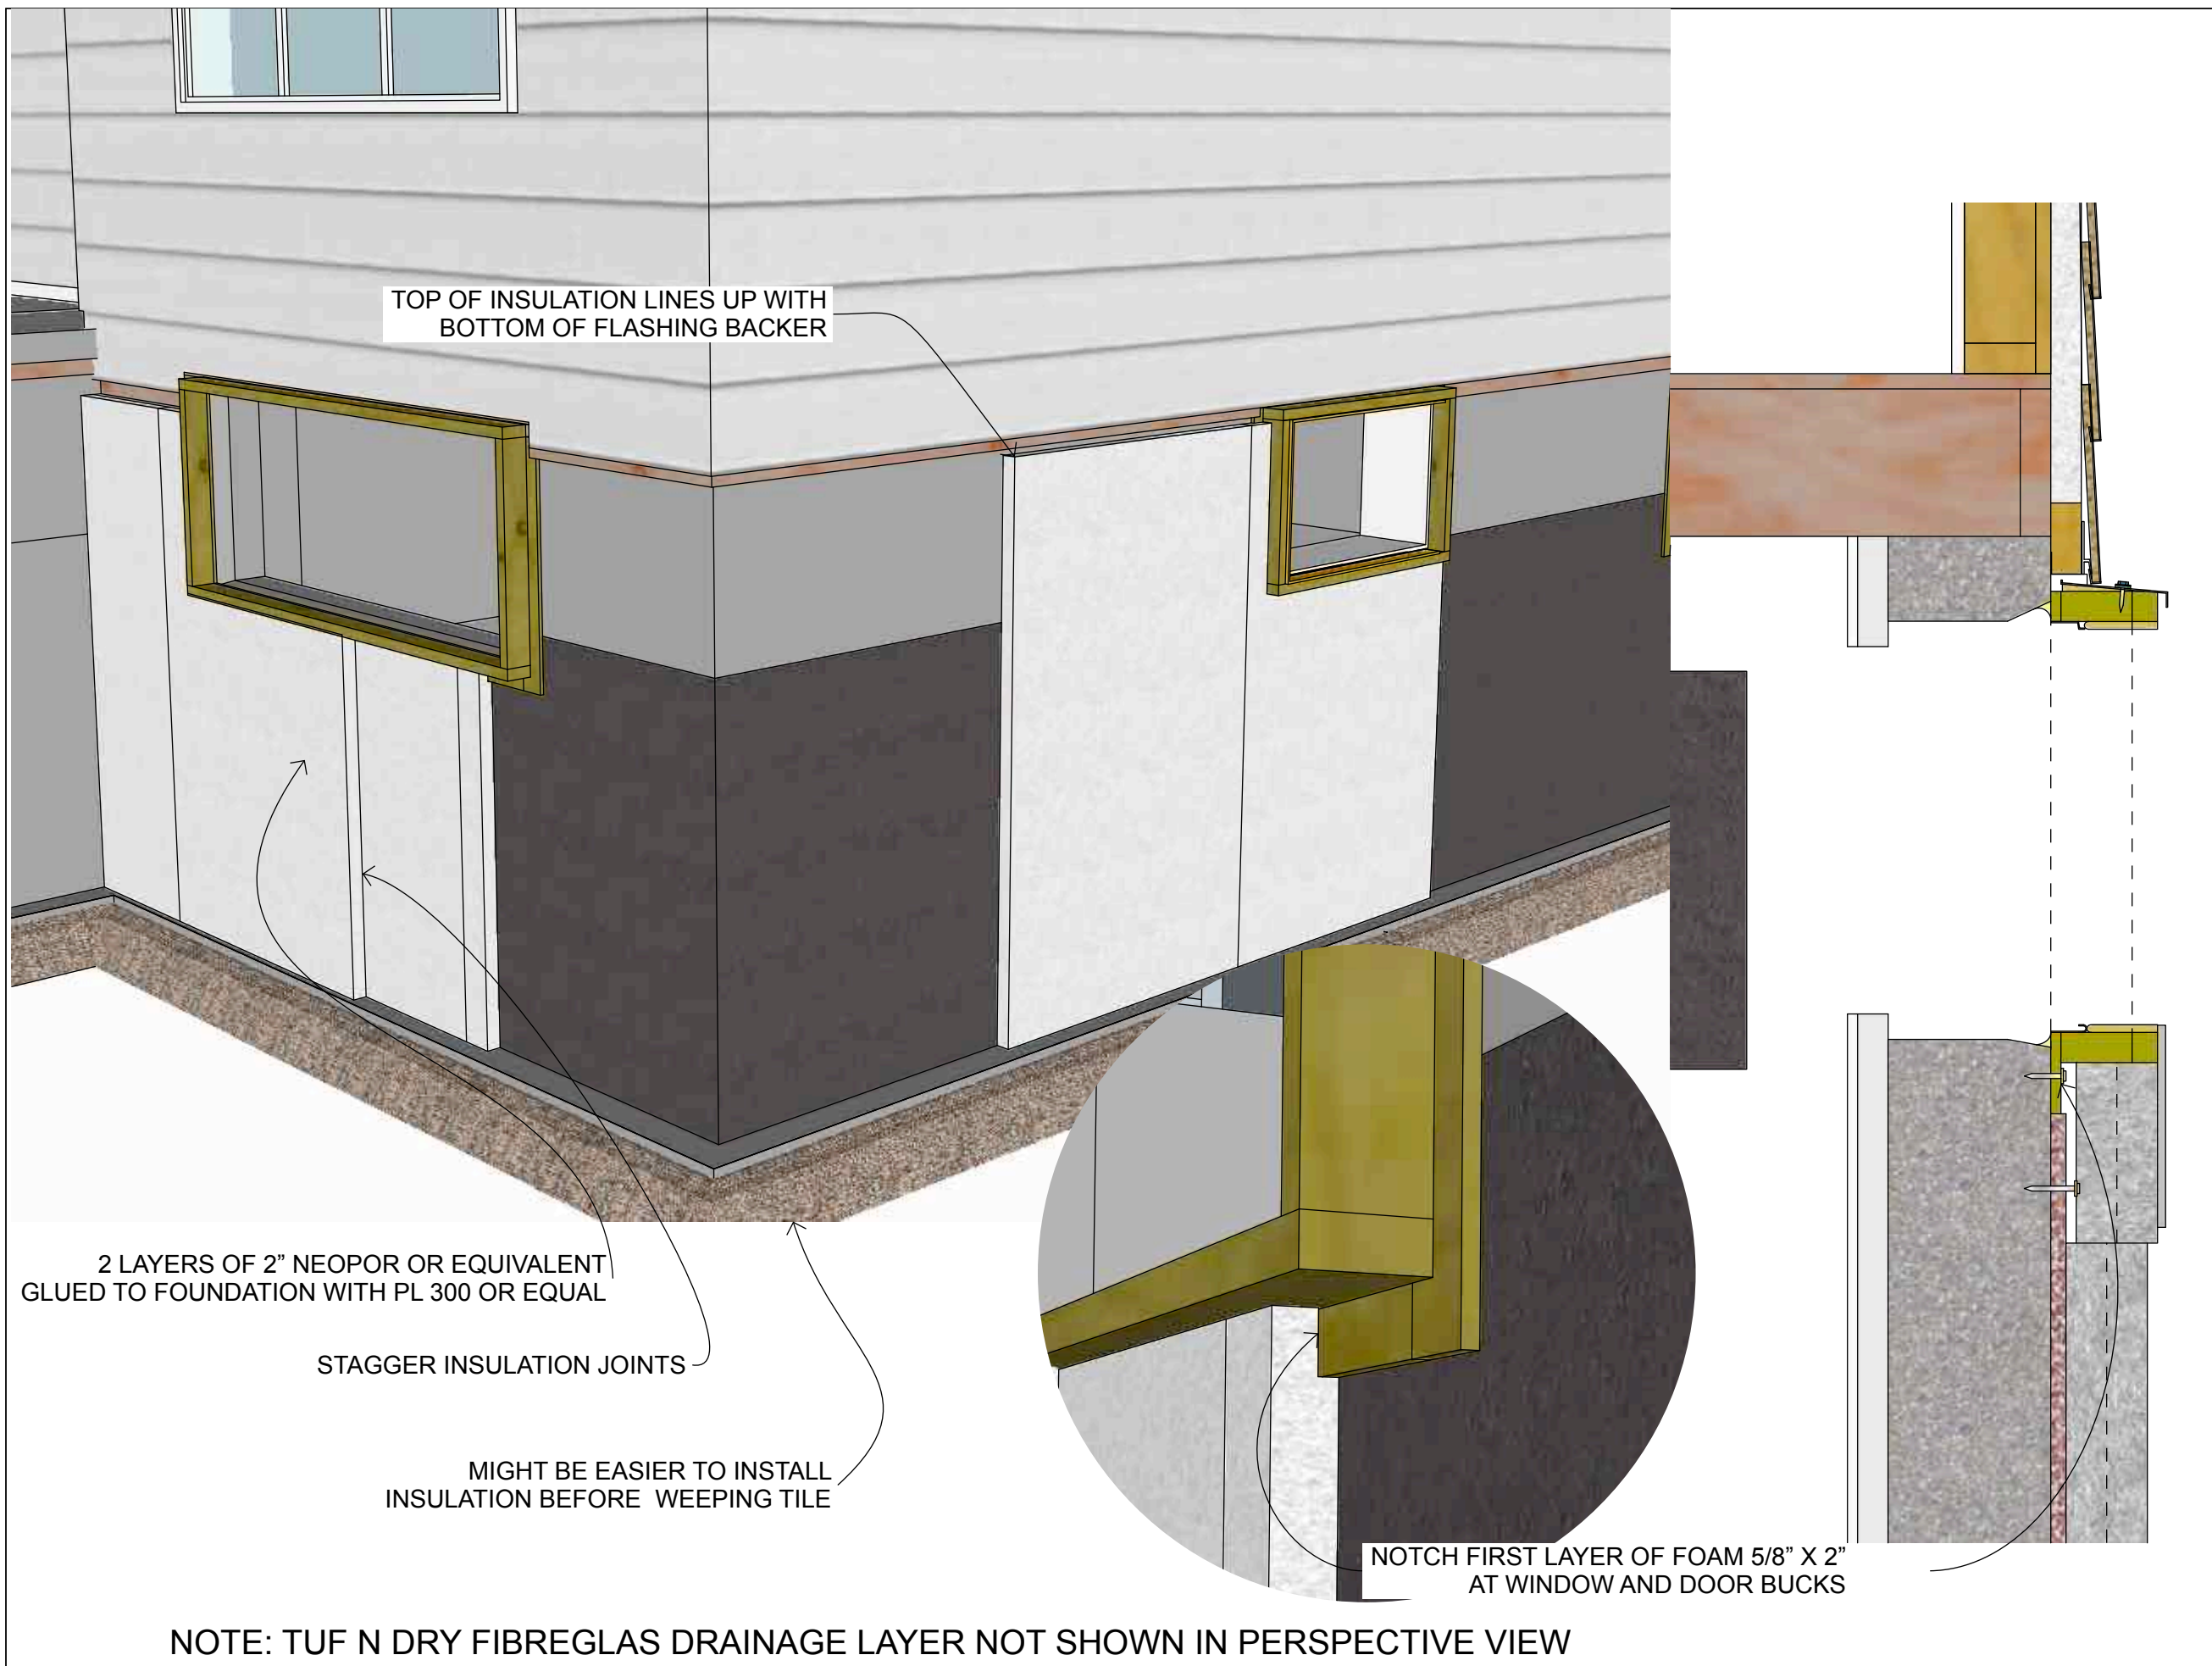 TOP OF INSULATION LINES UP WITH
BOTTOM OF FLASHING BACKER
2 LAYERS OF 2” NEOPOR OR EQUIVALENT
GLUED TO FOUNDATION WITH PL 300 OR EQUAL
STAGGER INSULATION JOINTS
MIGHT BE EASIER TO INSTALL
INSULATION BEFORE  WEEPING TILE
NOTCH FIRST LAYER OF FOAM 5/8” X 2”
AT WINDOW AND DOOR BUCKS
NOTE: TUF N DRY FIBREGLAS DRAINAGE LAYER NOT SHOWN IN PERSPECTIVE VIEW